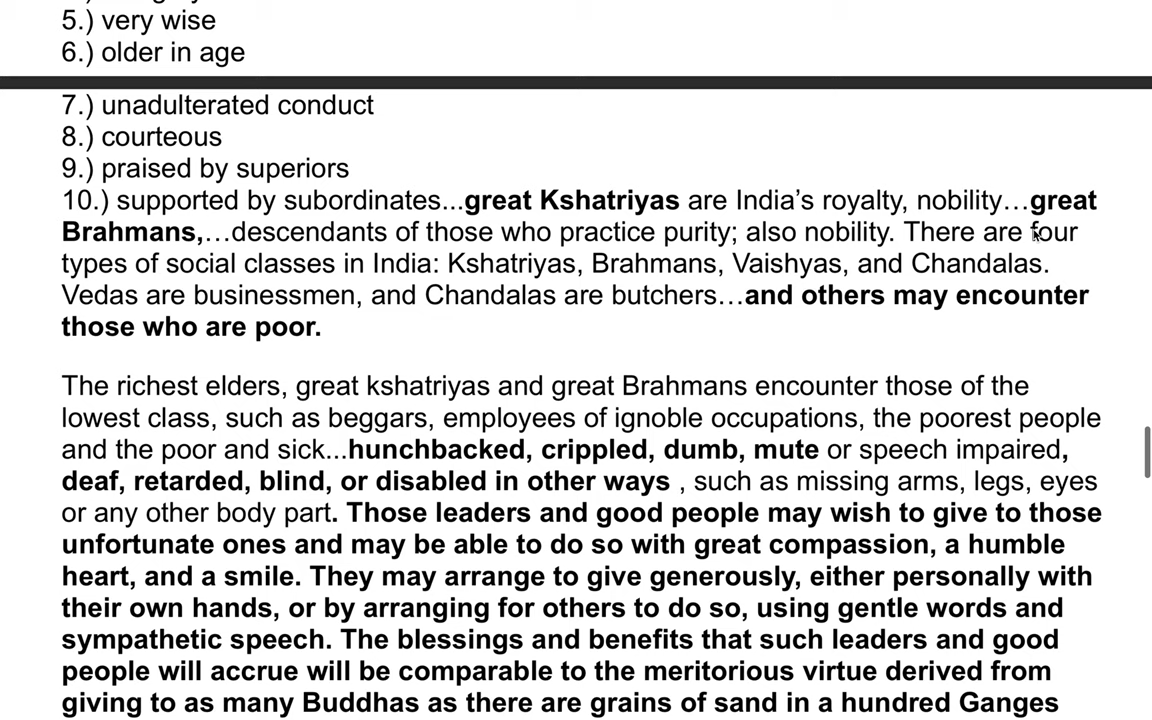 5.) very wise
6.) older in age
7.) unadulterated conduct
8.) courteous
9.) praised by superiors
10.) supported by subordinates...great Kshatriyas are India’s royalty, nobility…great
Brahmans,…descendants of those who practice purity; also nobility. There are four
types of social classes in India: Kshatriyas, Brahmans, Vaishyas, and Chandalas.
Vedas are businessmen, and Chandalas are butchers…and others may encounter
those who are poor.
The richest elders, great kshatriyas and great Brahmans encounter those of the
lowest class, such as beggars, employees of ignoble occupations, the poorest people
and the poor and sick...hunchbacked, crippled, dumb, mute or speech impaired,
deaf, retarded, blind, or disabled in other ways , such as missing arms, legs, eyes
or any other body part. Those leaders and good people may wish to give to those
unfortunate ones and may be able to do so with great compassion, a humble
heart, and a smile. They may arrange to give generously, either personally with
their own hands, or by arranging for others to do so, using gentle words and
sympathetic speech. The blessings and benefits that such leaders and good
people will accrue will be comparable to the meritorious virtue derived from
giving to as many Buddhas as there are grains of sand in a hundred Ganges